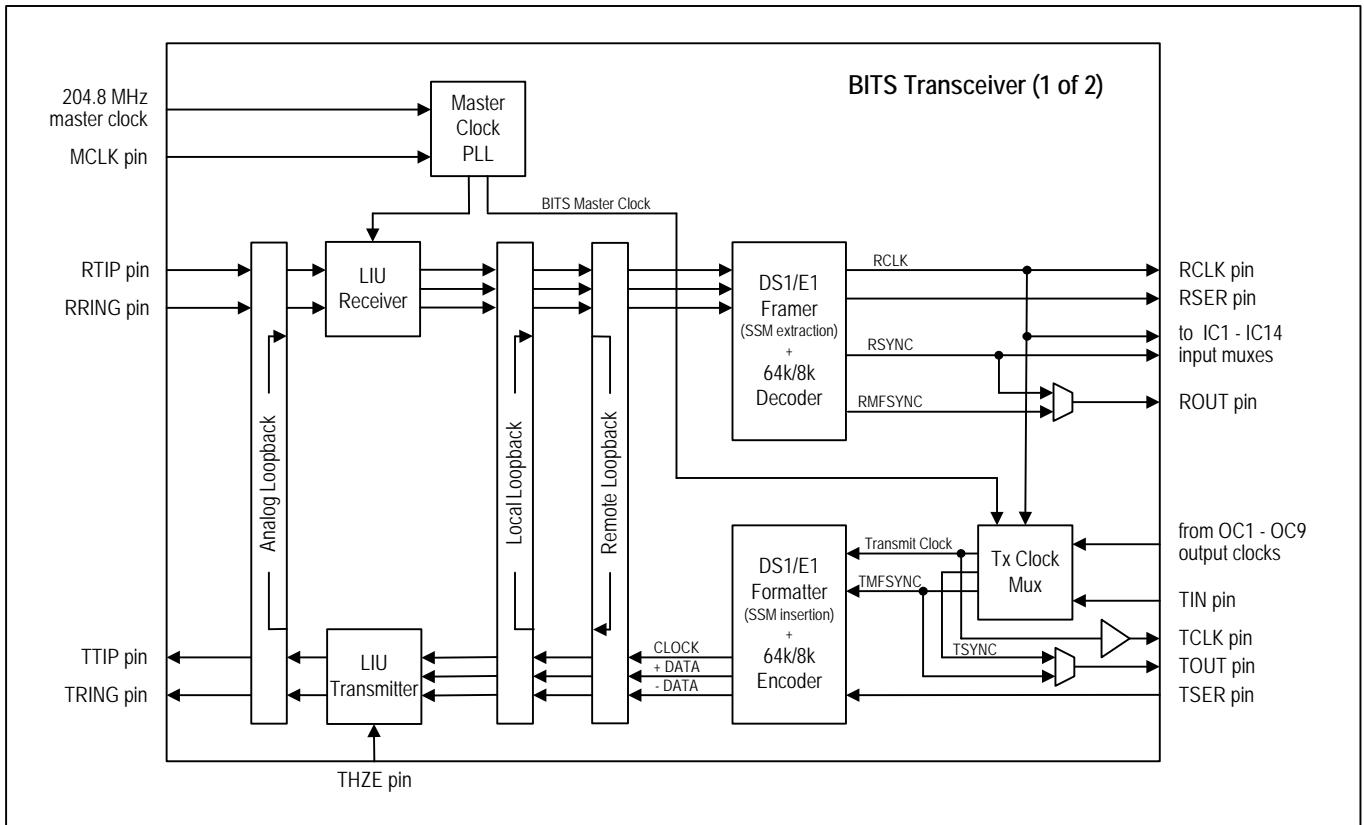 BITS Transceiver (1 of 2)
204.8 MHz
master clock
MCLK pin
Master
Clock
PLL
BITS Master Clock
RTIP pin
RRING pin
LIU
Receiver
DS1/E1
Framer
(SSM extraction)
+
64k/8k
Decoder
RCLK
RSYNC
RMFSYNC
RCLK pin
RSER pin
to IC1 - IC14
input muxes
ROUT pin
Analog Loopback
Local Loopback
Remote Loopback
TTIP pin
TRING pin
LIU
Transmitter
THZE pin
CLOCK
+ DATA
- DATA
DS1/E1
Formatter
(SSM insertion)
+
64k/8k
Encoder
Transmit Clock
TMFSYNC
TSYNC
Tx Clock
Mux
from OC1 - OC9
output clocks
TIN pin
TCLK pin
TOUT pin
TSER pin